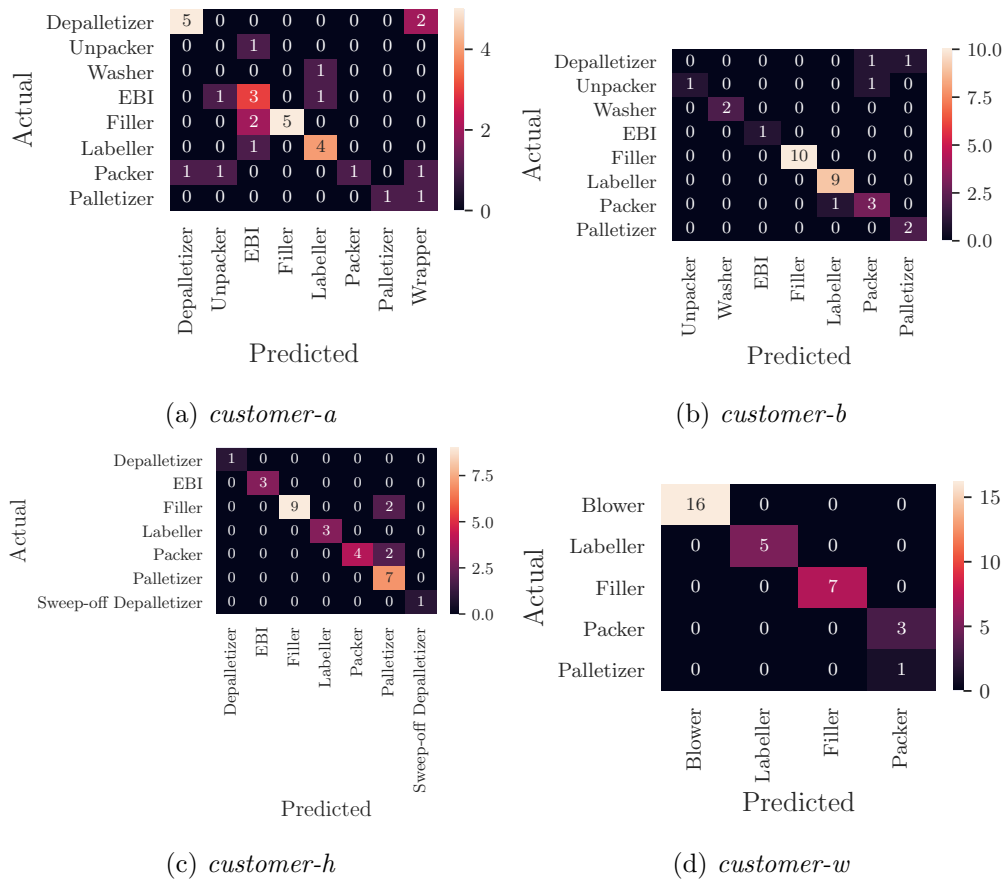 Depalletizer 5 0 0 0 0 0 0 2
Unpacker 0 0 1 0 0 0 0 0
Washer 0 0 0 0 1 0 0 0
EBI 0 1 3 0 1 0 0 0
Filler 0 0 2 5 0 0 0 0
Labeller 0 0 1 0 4 0 0 0
Packer 1 1 0 0 0 1 0 1
Palletizer 0 0 0 0 0 0 1 1
Actual
4
2
0
Depalletizer
Unpacker
EBI
Filler
Labeller
Packer
Palletizer
Wrapper
Predicted
(a) customer-a
Depalletizer 0 0 0 0 0 1 1
Unpacker 1 0 0 0 0 1 0
Washer 0 2 0 0 0 0 0
EBI 0 0 1 0 0 0 0
Filler 0 0 0 10 0 0 0
Labeller 0 0 0 0 9 0 0
Packer 0 0 0 0 1 3 0
Palletizer 0 0 0 0 0 0 2
Actual
10.0
7.5
5.0
2.5
0.0
Unpacker
Washer
EBI
Filler
Labeller
Packer
Palletizer
Predicted
(b) customer-b
Depalletizer 1 0 0 0 0 0 0
EBI 0 3 0 0 0 0 0
Filler 0 0 9 0 0 2 0
Labeller 0 0 0 3 0 0 0
Packer 0 0 0 0 4 2 0
Palletizer 0 0 0 0 0 7 0
Sweep-off Depalletizer 0 0 0 0 0 0 1
Actual
7.5
5.0
2.5
0.0
Depalletizer
EBI
Filler
Labeller
Packer
Palletizer
Sweep-off Depalletizer
Predicted
(c) customer-h
Blower 16 0 0 0
Labeller 0 5 0 0
Filler 0 0 7 0
Packer 0 0 0 3
Palletizer 0 0 0 1
Actual
15
10
5
0
Blower
Labeller
Filler
Packer
Predicted
(d) customer-w